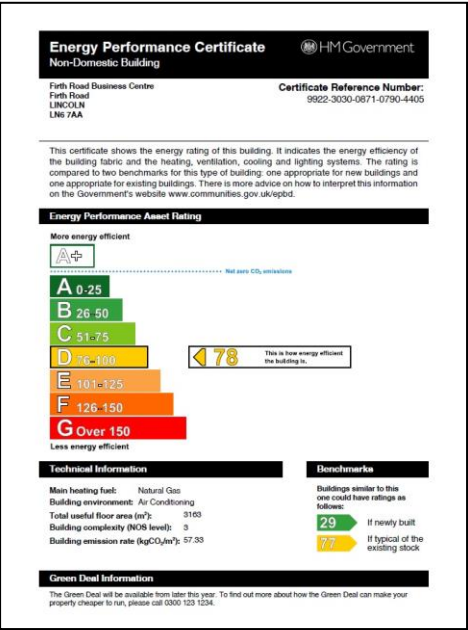 Energy Performance Certificate
HM Government
Non-Domestic Building
Firth Road Business Centre
Firth Road
LINCOLN
LN6 7AA
Certificate Reference Number:
9922-3030-0871-0790-4405
This certificate shows the energy rating of this building. It indicates the energy efficiency of
the building fabric and the heating, ventilation, cooling and lighting systems. The rating is
compared to two benchmarks for this type of building: one appropriate for new buildings and
one appropriate for existing buildings. There is more advice on how to interpret this information
on the Government's website www.communities.gov.uk/epbd.
Energy Performance Asset Rating
More energy efficient
A+
Net zero CO₂ emissions
A 0-25
B 26-50
C 51-75
D 76-100
78
This is how energy efficient
the building is.
E 101-125
F 126-150
G Over 150
Less energy efficient
Technical Information
Main heating fuel: Natural Gas
Building environment: Air Conditioning
Total useful floor area (m²): 3163
Building complexity (NOS level): 3
Building emission rate (kgCO₂/m²): 57.33
Benchmarks
Buildings similar to this
one could have ratings as
follows:
29 If newly built
77 If typical of the
existing stock
Green Deal Information
The Green Deal will be available from later this year. To find out more about how the Green Deal can make your
property cheaper to run, please call 0300 123 1234.